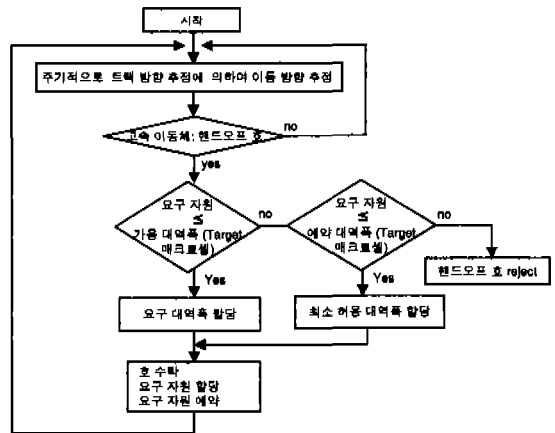 시작
주기적으로 트랙 방향 추정에 의하여 이동 방향 추정
고속 이동체; 핸드오프 호
no
yes
요구 자원
≤
가용 대역폭 (Target
매크로셀)
no
요구 자원
≤
예약 대역폭 (Target
매크로셀)
no
핸드오프 호 reject
Yes
Yes
요구 대역폭 할당
최소 허용 대역폭 할당
호 수락
요구 자원 할당
요구 자원 예약